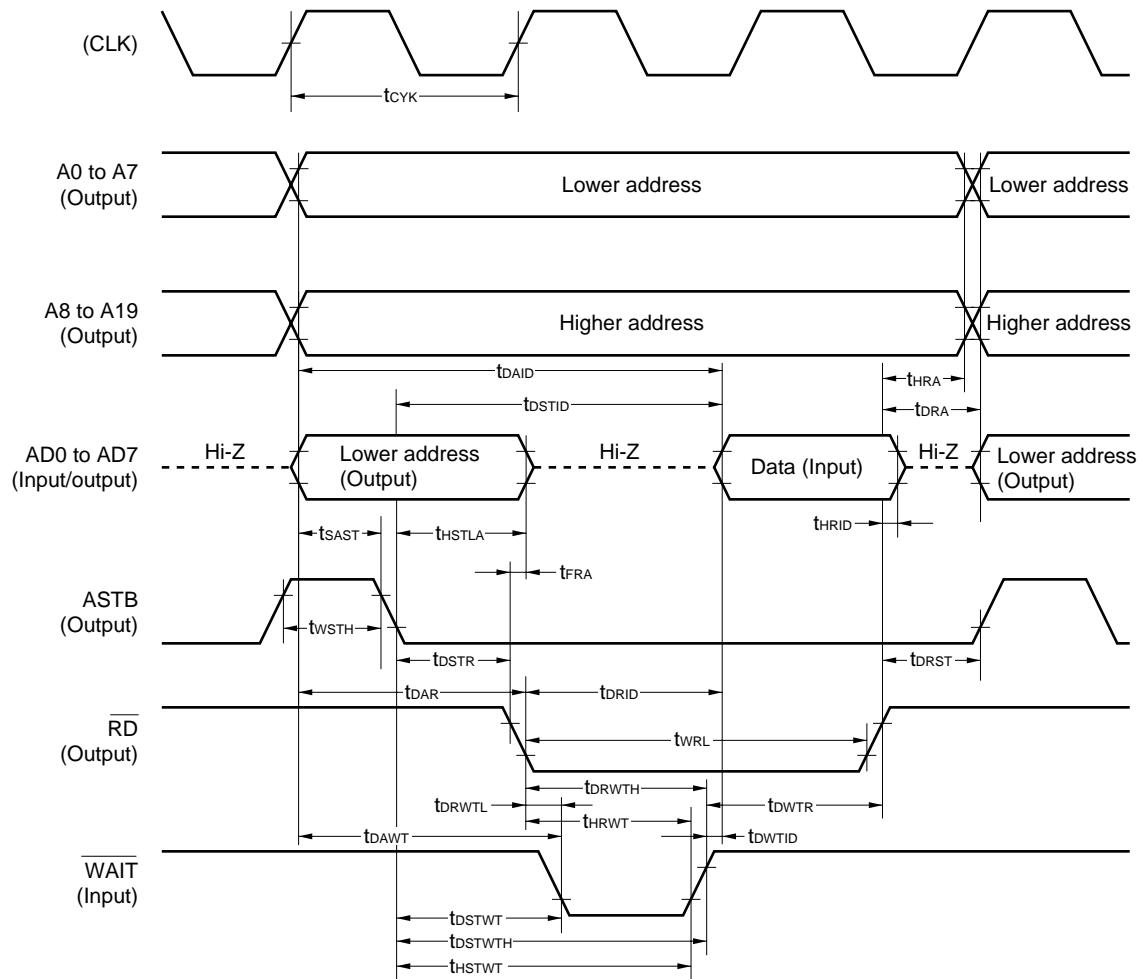 (CLK)
tCYK
A0 to A7
(Output)
Lower address
Lower address
A8 to A19
(Output)
Higher address
Higher address
tDAID
tHRA
tDSTID
tDRA
AD0 to AD7
(Input/output)
Hi-Z
Lower address
(Output)
Hi-Z
Data (Input)
Hi-Z
Lower address
(Output)
tSAST
tHSTLA
tHRID
tFRA
ASTB
(Output)
tWSTH
tDSTR
tDRST
tDAR
tDRID
RD
(Output)
tWRL
tDRWTH
tDRWTL
tDWTR
tHRWT
tDAWT
tDWTID
WAIT
(Input)
tDSTWT
tDSTWTH
tHSTWT